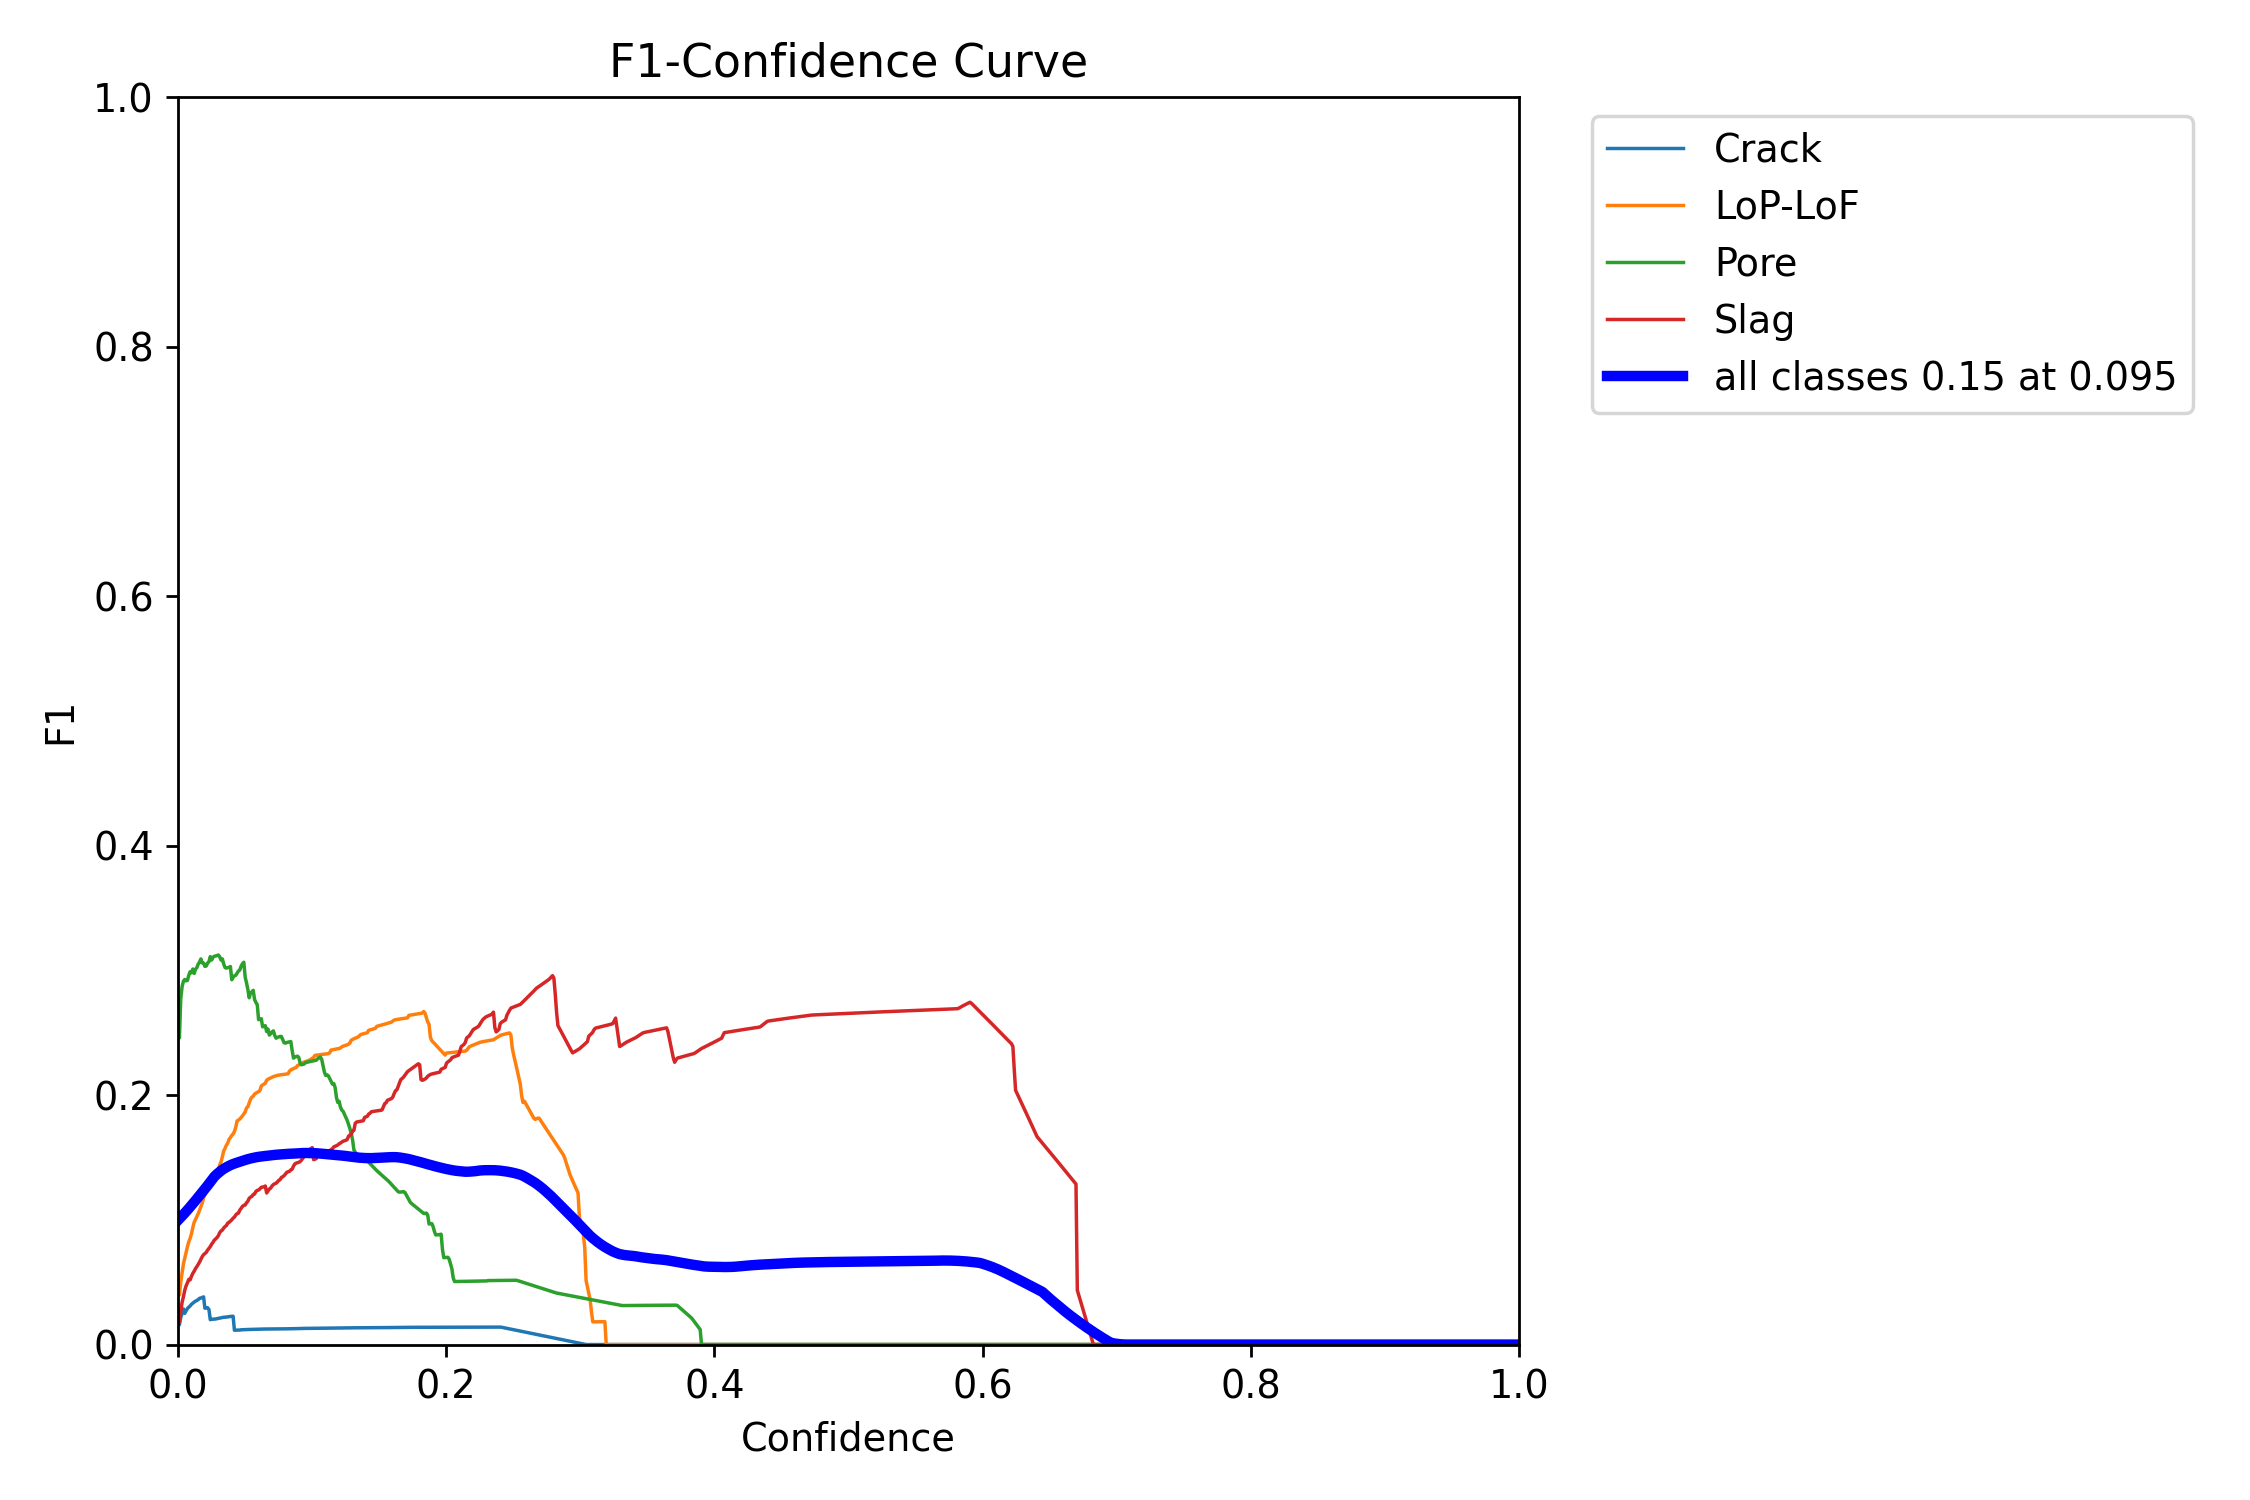 F1-Confidence Curve
1.0
0.8
0.6
0.4
0.2
0.0
F1
0.0 0.2 0.4 0.6 0.8 1.0
Confidence
Crack
LoP-LoF
Pore
Slag
all classes 0.15 at 0.095